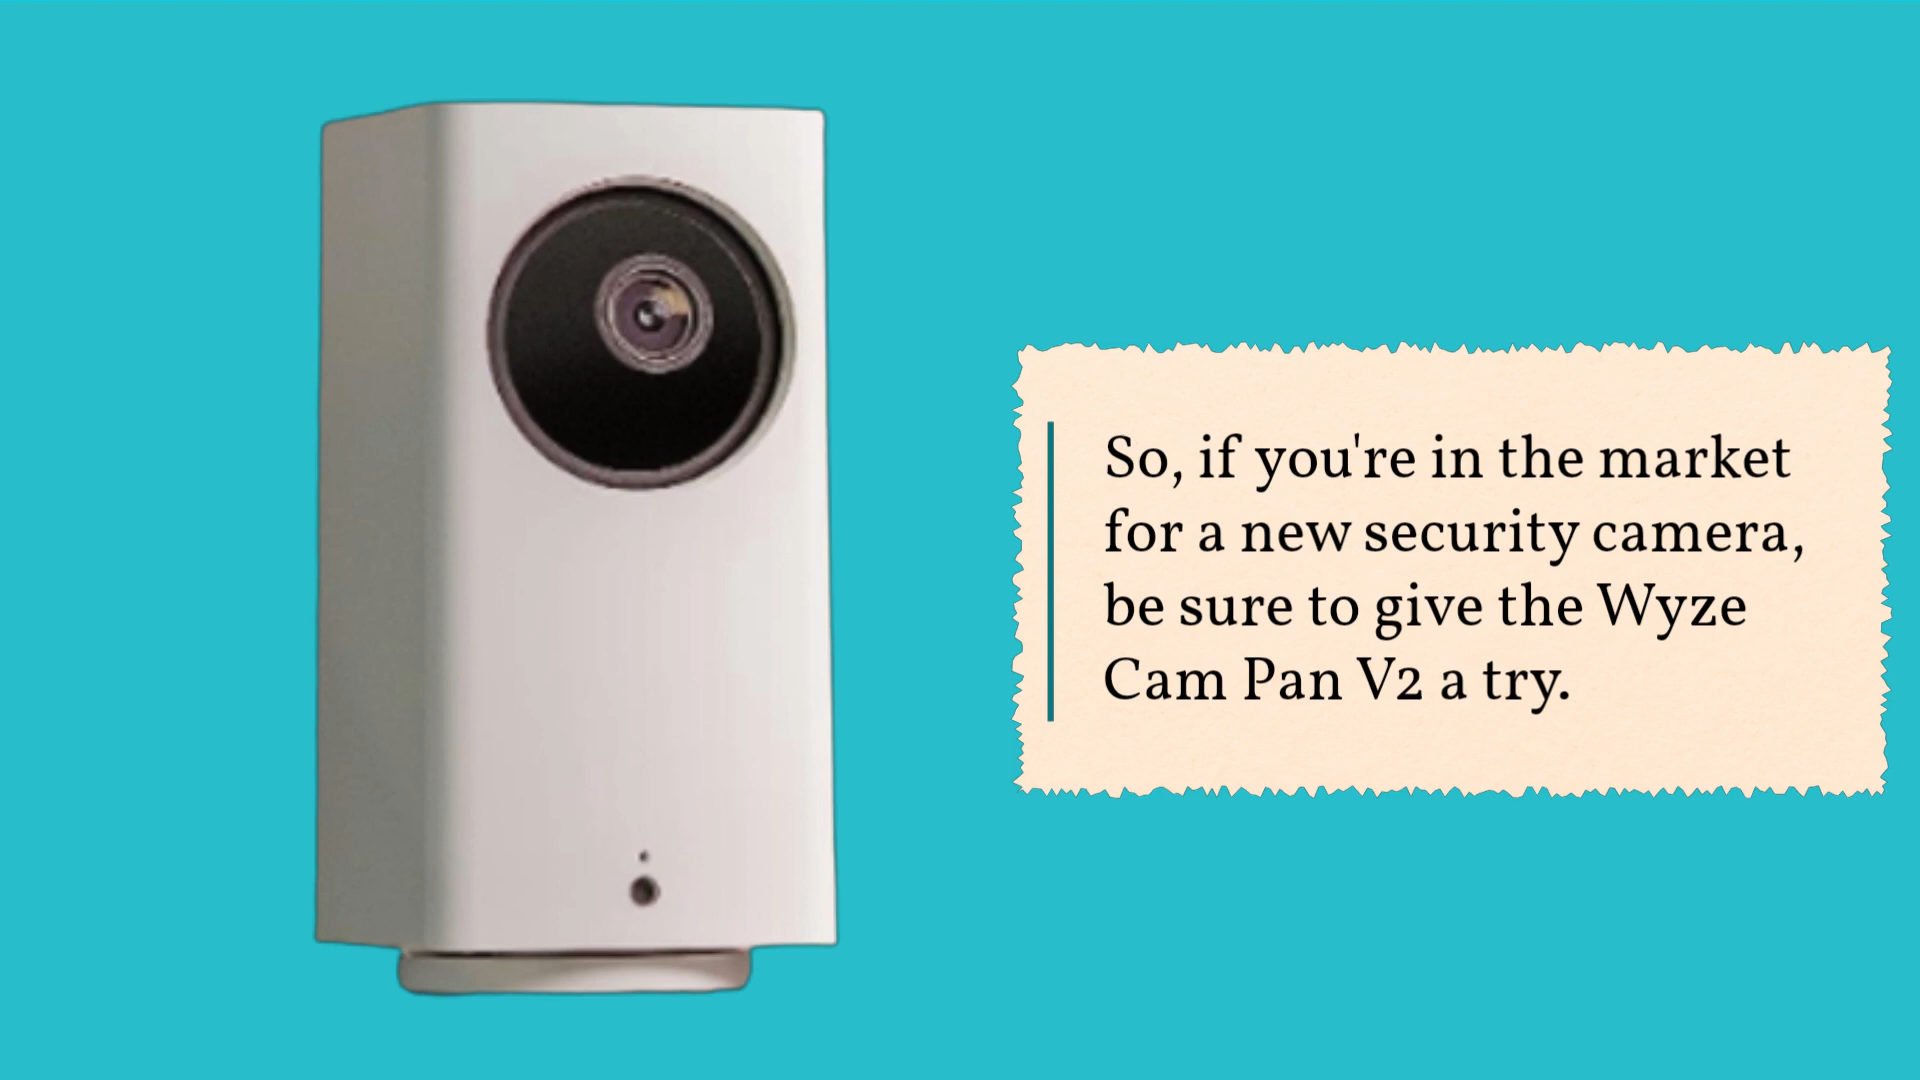 So, if you're in the market
for a new security camera,
be sure to give the Wyze
Cam Pan V2 a try.